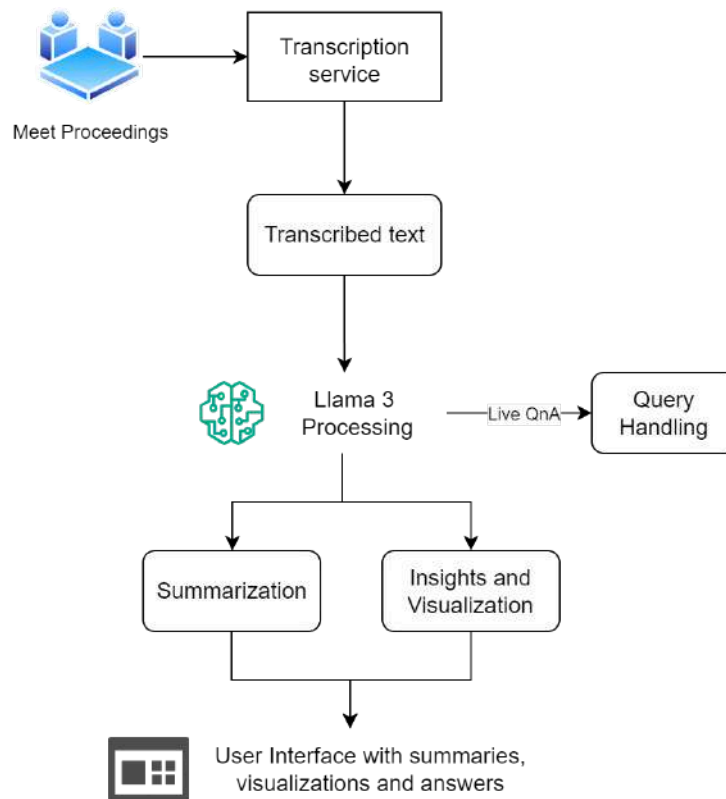 Transcription
service
Meet Proceedings
Transcribed text
Llama 3
Processing
Live QnA
Query
Handling
Summarization
Insights and
Visualization
User Interface with summaries,
visualizations and answers